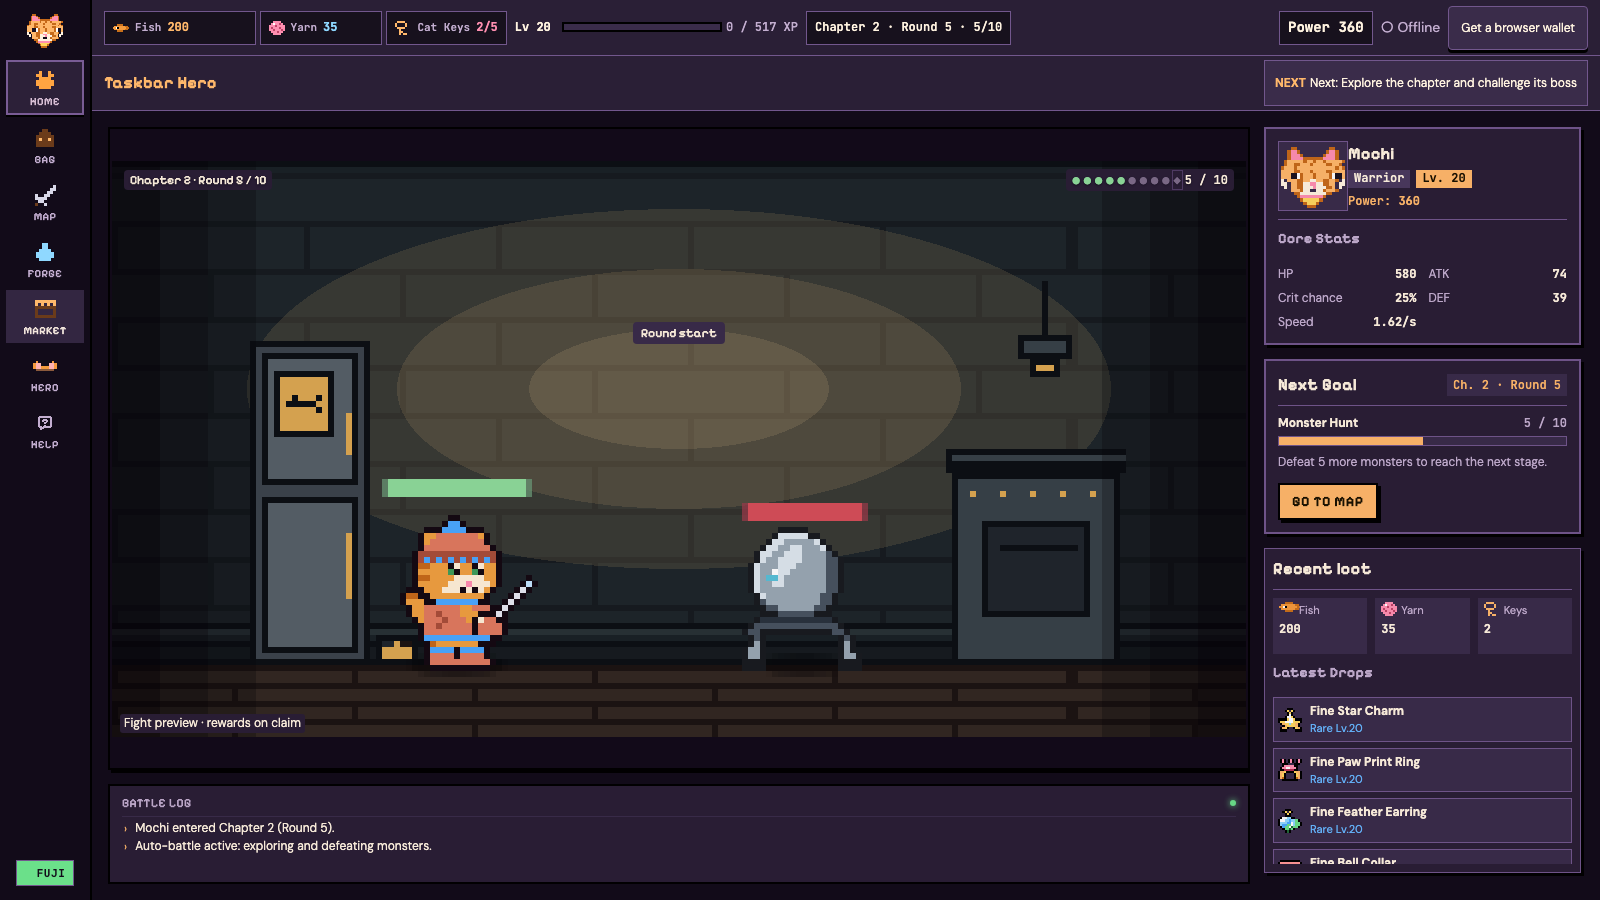 Fish 200
Yarn 35
Cat Keys 2/5
Lv 20
0 / 517 XP
Chapter 2 · Round 5 · 5/10
Power 360
Offline
Get a browser wallet
HOME
BAG
MAP
FORGE
MARKET
HERO
HELP
FUJI
Taskbar Hero
NEXT Next: Explore the chapter and challenge its boss
Chapter 2 · Round 5 / 10
5 / 10
Round start
Fight preview · rewards on claim
BATTLE LOG
› Mochi entered Chapter 2 (Round 5).
› Auto-battle active: exploring and defeating monsters.
Mochi
Warrior Lv. 20
Power: 360
Core Stats
HP 580 ATK 74
Crit chance 25% DEF 39
Speed 1.62/s
Next Goal Ch. 2 · Round 5
Monster Hunt 5 / 10
Defeat 5 more monsters to reach the next stage.
GO TO MAP
Recent loot
Fish
200
Yarn
35
Keys
2
Latest Drops
Fine Star Charm
Rare Lv.20
Fine Paw Print Ring
Rare Lv.20
Fine Feather Earring
Rare Lv.20
Fine Bell Collar